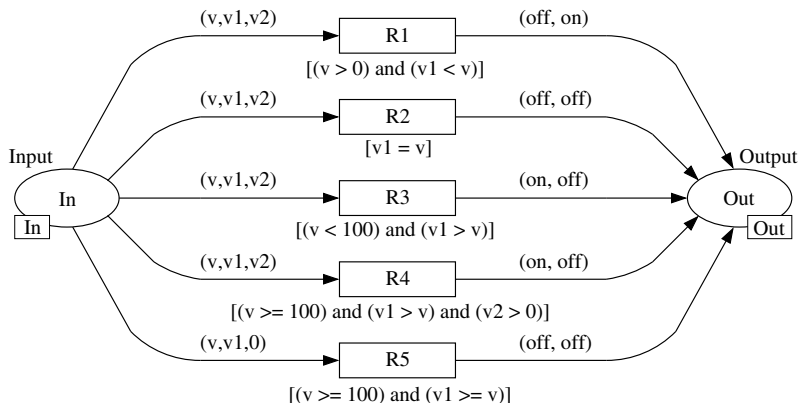 (v,v1,v2) R1 (off, on)
[(v > 0) and (v1 < v)]
(v,v1,v2) R2 (off, off)
[v1 = v]
Input Output
(v,v1,v2) R3 (on, off)
In Out
In Out
[(v < 100) and (v1 > v)]
(v,v1,v2) R4 (on, off)
[(v >= 100) and (v1 > v) and (v2 > 0)]
(v,v1,0) R5 (off, off)
[(v >= 100) and (v1 >= v)]